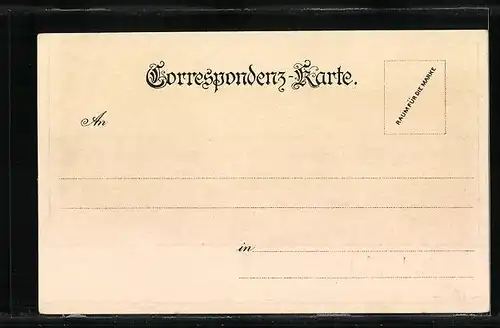 Correspondenz-Karte.
RAUM FÜR DIE MARKE
An
in